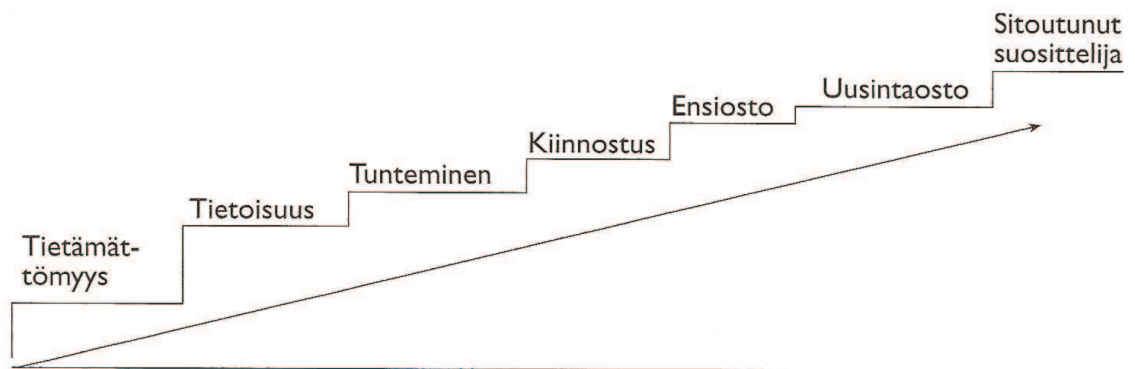 Tietämät-
tömyys
Tietoisuus
Tunteminen
Kiinnostus
Ensiosto
Uusintaosto
Sitoutunut
suosittelija